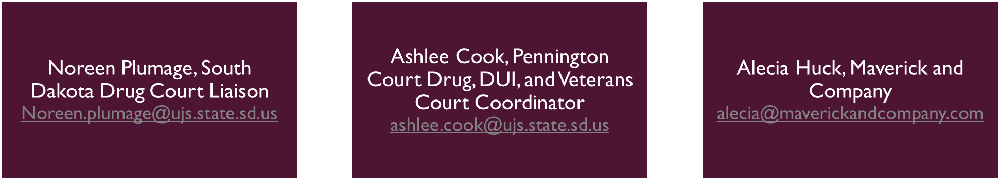 Noreen Plumage, South
Dakota Drug Court Liaison
Noreen.plumage@ujs.state.sd.us
Ashlee Cook, Pennington
Court Drug, DUI, and Veterans
Court Coordinator
ashlee.cook@ujs.state.sd.us
Alecia Huck, Maverick and
Company
alecia@maverickandcompany.com